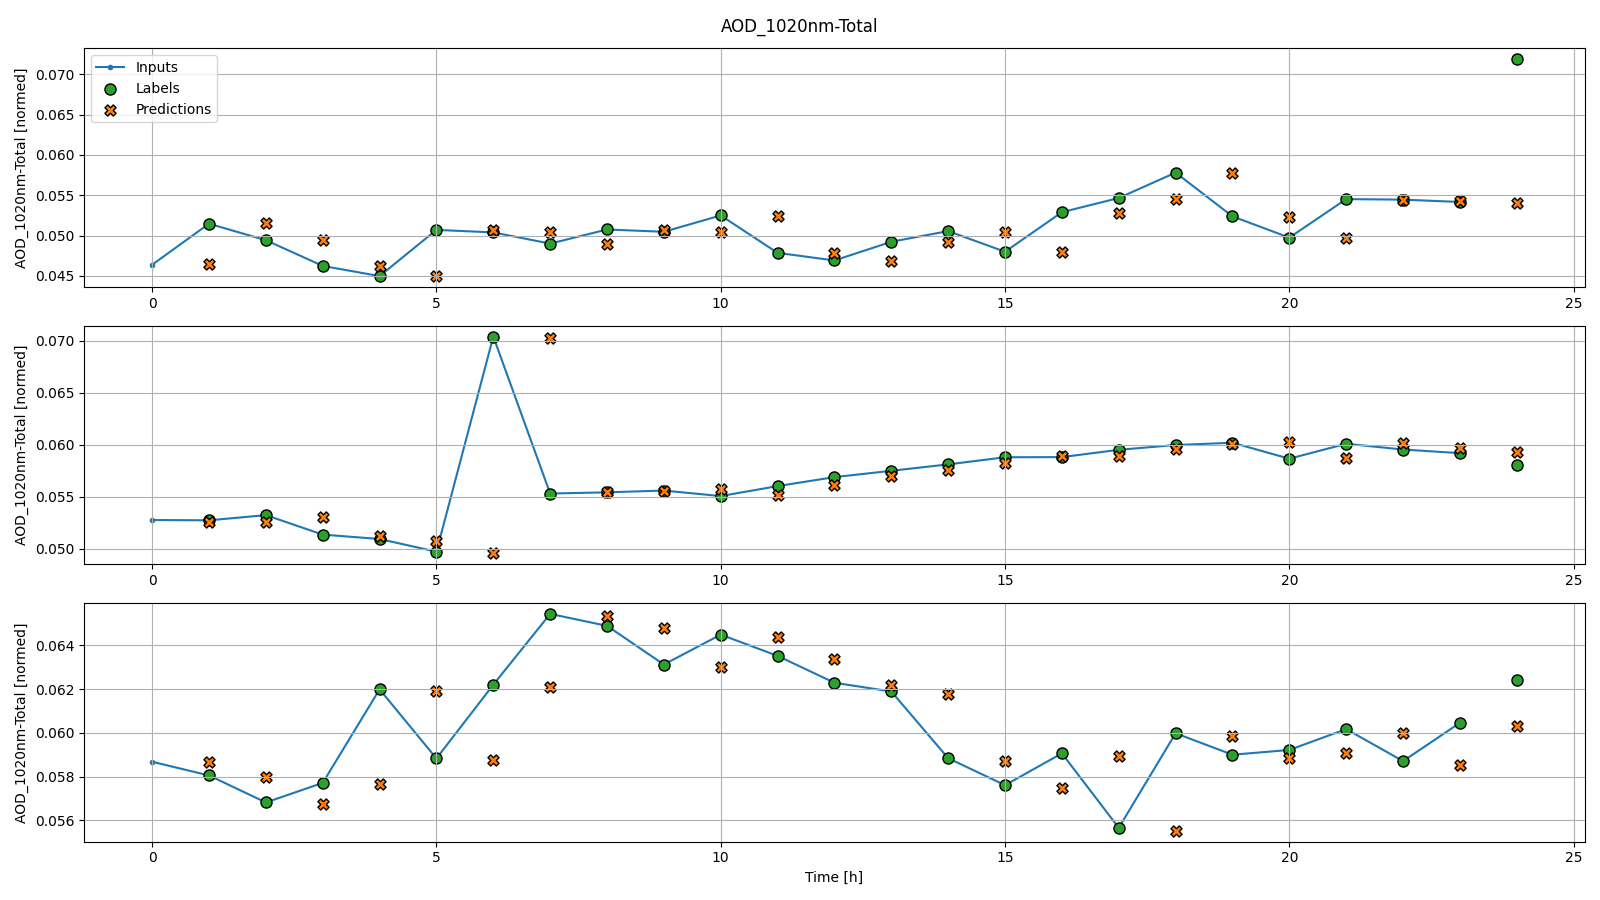 AOD_1020nm-Total
AOD_1020nm-Total [normed]
0.070
0.065
0.060
0.055
0.050
0.045
Inputs
Labels
Predictions
0 5 10 15 20 25
AOD_1020nm-Total [normed]
0.070
0.065
0.060
0.055
0.050
0 5 10 15 20 25
AOD_1020nm-Total [normed]
0.064
0.062
0.060
0.058
0.056
0 5 10 15 20 25
Time [h]